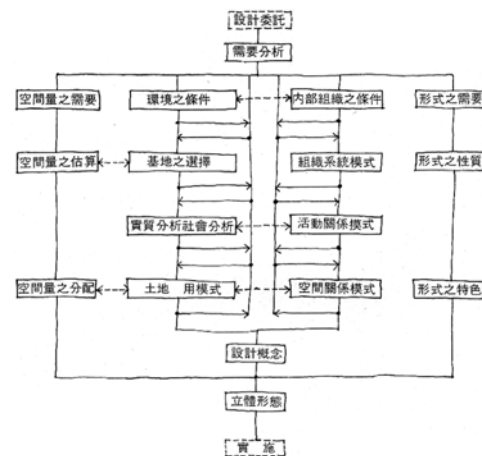 設計委託
需要分析
空間量之需要 環境之條件 内部組織之條件 形式之需要
空間量之估算 基地之選擇 組織系統模式 形式之性質
實質分析社會分析 活動關係摸式
空間量之分配 土地 用模式 空間關係模式 形式之特色
設計概念
立體形態
實 施